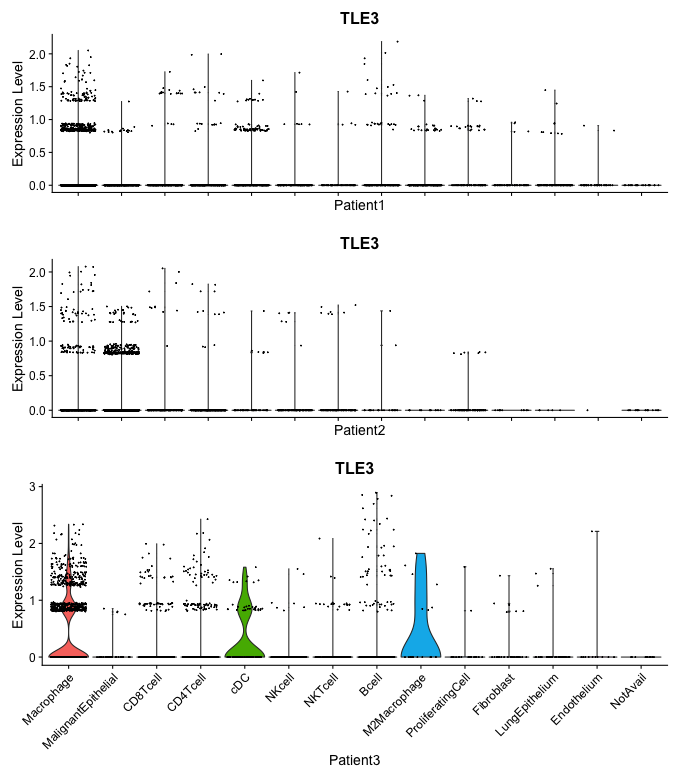 TLE3
Expression Level
2.0
1.5
1.0
0.5
0.0
Patient1
TLE3
Expression Level
2.0
1.5
1.0
0.5
0.0
Patient2
TLE3
Expression Level
3
2
1
0
Macrophage
MalignantEpithelial
CD8Tcell
CD4Tcell
cDC
NKcell
NKTcell
Bcell
M2Macrophage
ProliferatingCell
Fibroblast
LungEpithelium
Endothelium
NotAvail
Patient3